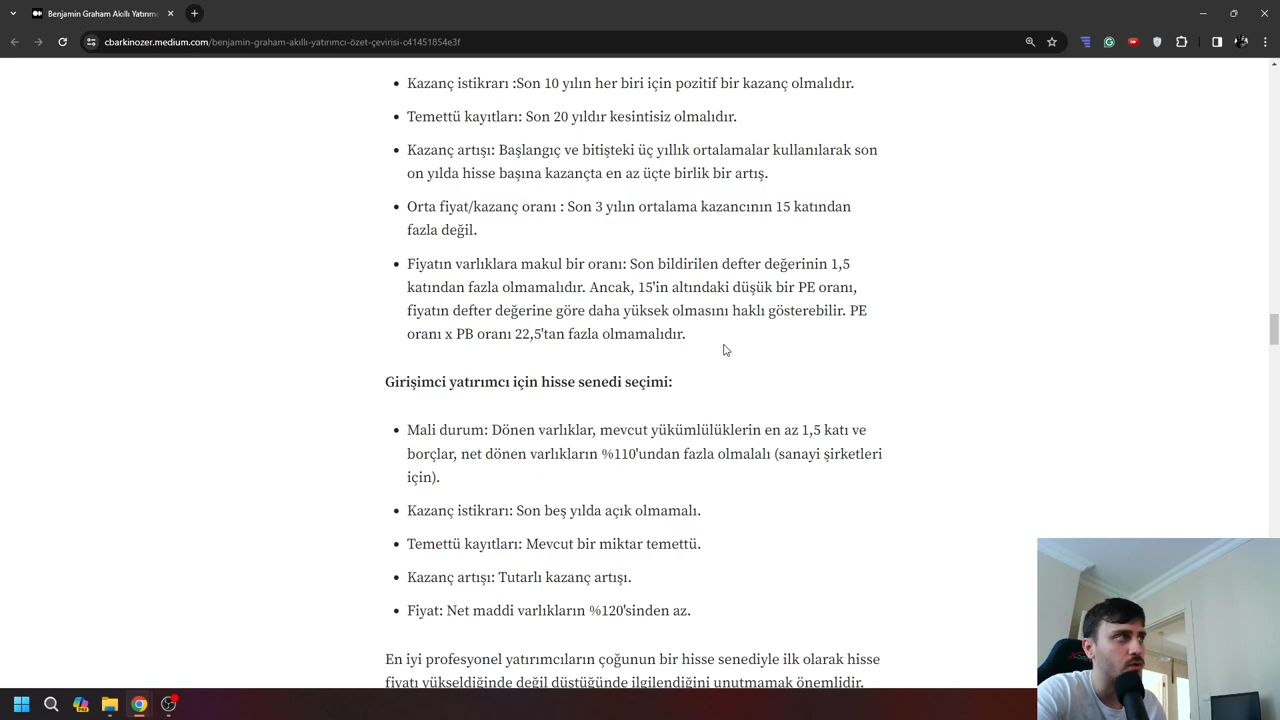 Benjamin Graham Akıllı Yatırımc
cbarkinozer.medium.com/benjamin-graham-akıllı-yatırımcı-özet-çevirisi-c41451854e3f
• Kazanç istikrarı :Son 10 yılın her biri için pozitif bir kazanç olmalıdır.
• Temettü kayıtları: Son 20 yıldır kesintisiz olmalıdır.
• Kazanç artışı: Başlangıç ve bitişteki üç yıllık ortalamalar kullanılarak son
on yılda hisse başına kazançta en az üçte birlik bir artış.
• Orta fiyat/kazanç oranı : Son 3 yılın ortalama kazancının 15 katından
fazla değil.
• Fiyatın varlıklara makul bir oranı: Son bildirilen defter değerinin 1,5
katından fazla olmamalıdır. Ancak, 15'in altındaki düşük bir PE oranı,
fiyatın defter değerine göre daha yüksek olmasını haklı gösterebilir. PE
oranı x PB oranı 22,5'tan fazla olmamalıdır.
Girişimci yatırımcı için hisse senedi seçimi:
• Mali durum: Dönen varlıklar, mevcut yükümlülüklerin en az 1,5 katı ve
borçlar, net dönen varlıkların %110'undan fazla olmalalı (sanayi şirketleri
için).
• Kazanç istikrarı: Son beş yılda açık olmamalı.
• Temettü kayıtları: Mevcut bir miktar temettü.
• Kazanç artışı: Tutarlı kazanç artışı.
• Fiyat: Net maddi varlıkların %120'sinden az.
En iyi profesyonel yatırımcıların çoğunun bir hisse senediyle ilk olarak hisse
fiyatı yükseldiğinde değil düştüğünde ilgilendiğini unutmamak önemlidir.